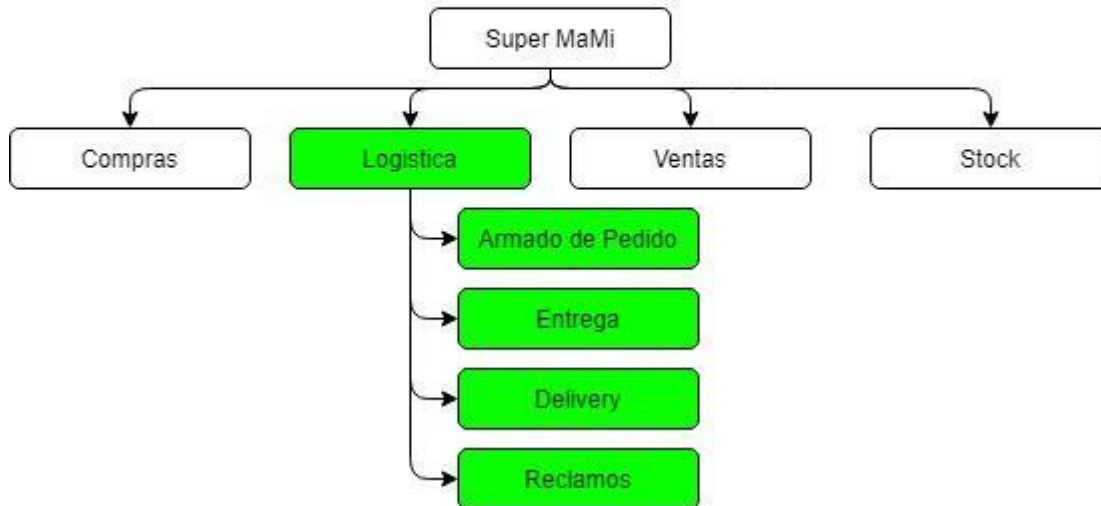 Super MaMi
Compras
Logistica
Ventas
Stock
Armado de Pedido
Entrega
Delivery
Reclamos